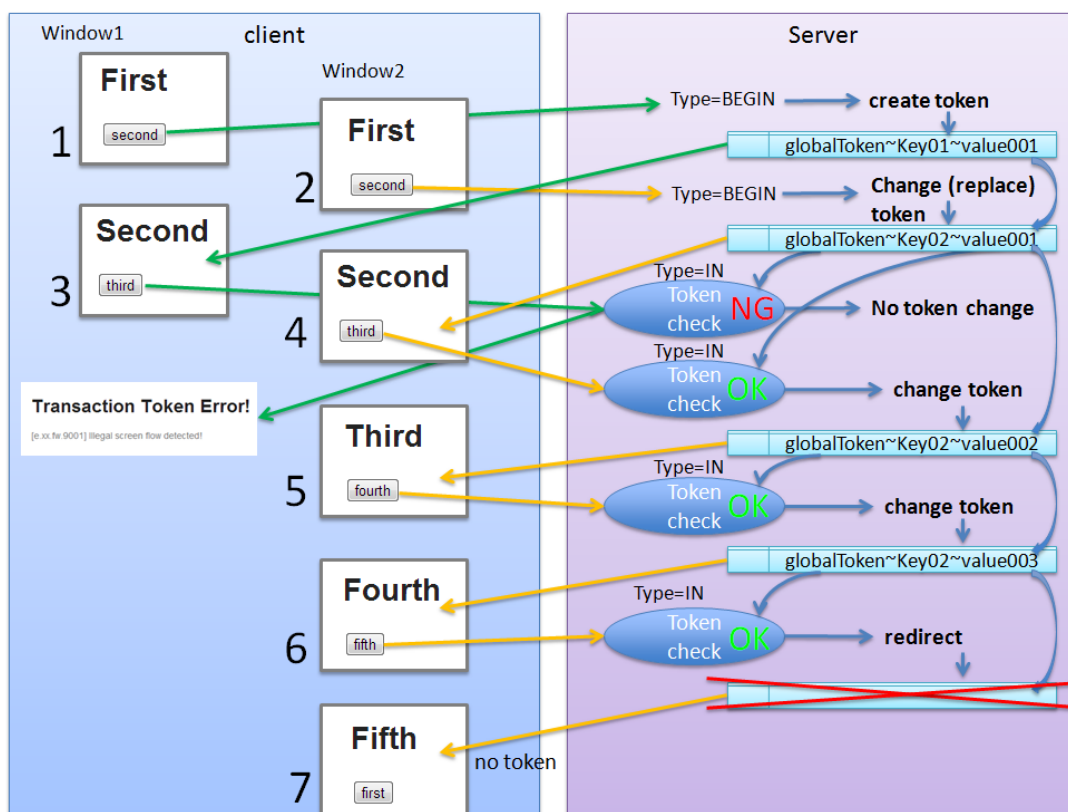 Window1
client
Server
First
Window2
1
second
First
Type=BEGIN
create token
globalToken~Key01~value001
2
second
Type=BEGIN
Change (replace)
token
Second
globalToken~Key02~value001
3
third
Second
Type=IN
Token
check
NG
No token change
4
third
Type=IN
Token
check
OK
change token
Transaction Token Error!
[e.xx.fw.9001] Illegal screen flow detected!
Third
globalToken~Key02~value002
5
fourth
Type=IN
Token
check
OK
change token
Fourth
globalToken~Key02~value003
6
fifth
Type=IN
Token
check
OK
redirect
Fifth
no token
7
first